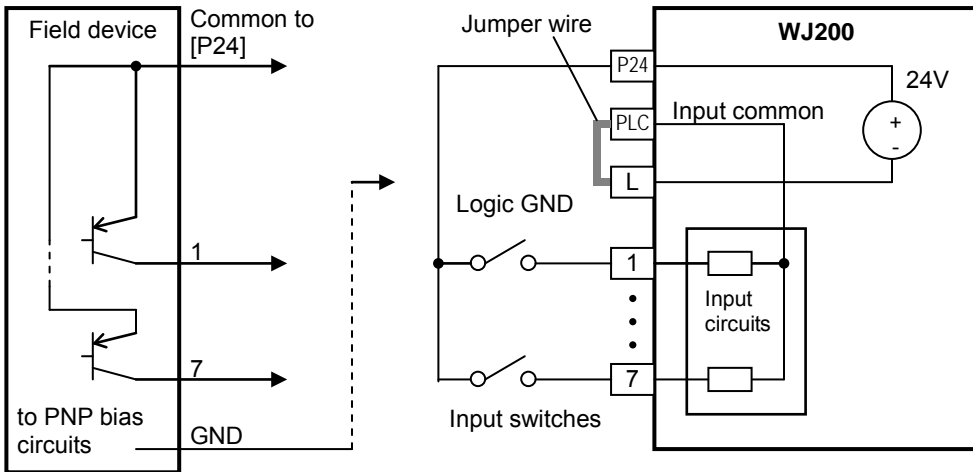 Field device
Common to
[P24]
1
7
to PNP bias
circuits
GND
Jumper wire
WJ200
P24
24V
PLC
Input common
+
-
L
Logic GND
1
Input
circuits
7
Input switches